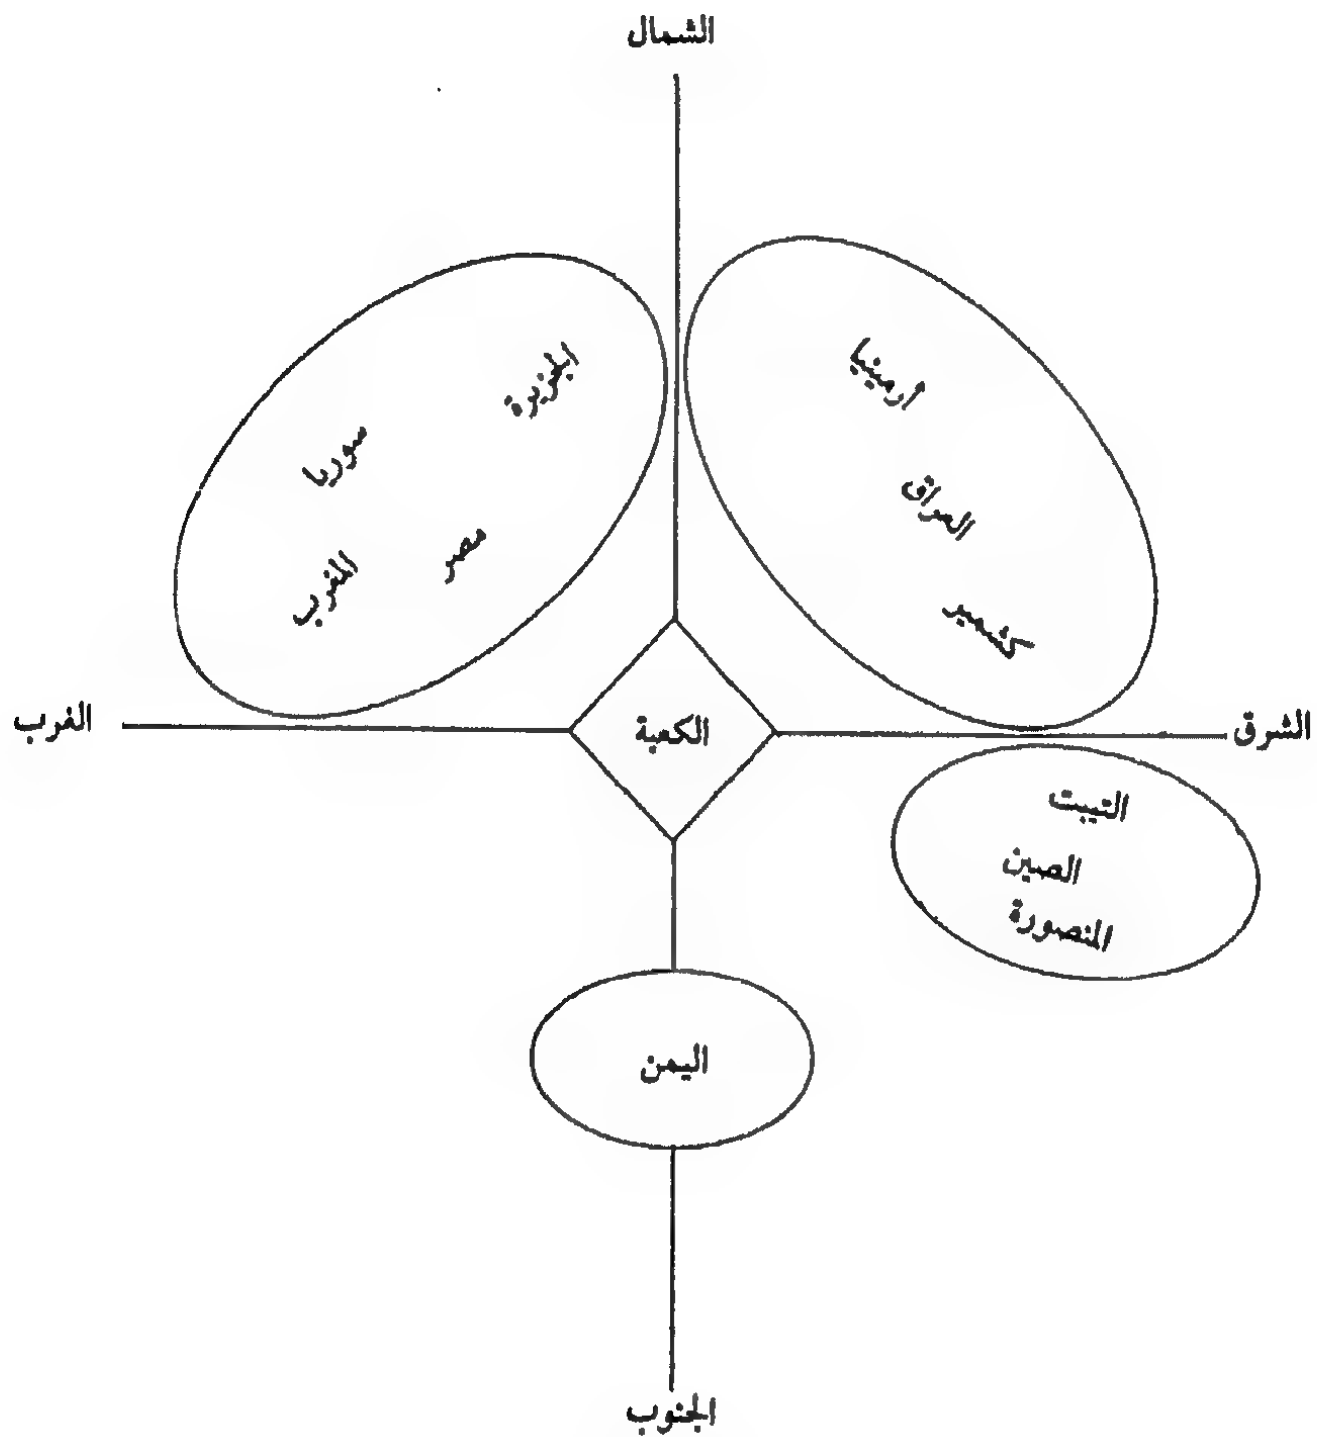 الشمال
الجزيرة
سوريا
مصر
المغرب
أرمينيا
العراق
كشمير
الغرب
الكعبة
الشرق
التيبت
الصين
المنصورة
اليمن
الجنوب